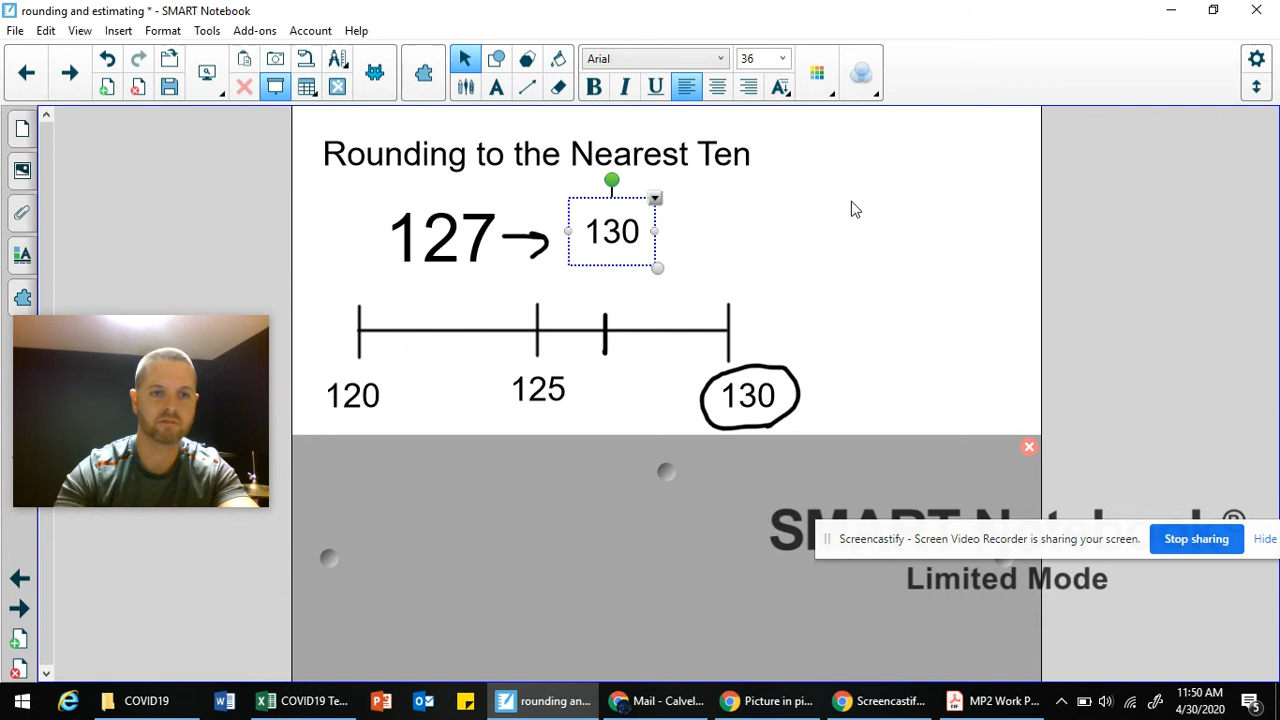 rounding and estimating * - SMART Notebook
File Edit View Insert Format Tools Add-ons Account Help
Arial 36
B I U A
Rounding to the Nearest Ten
127 → 130
120 125 130
SMART Notebook®
Screencastify - Screen Video Recorder is sharing your screen. Stop sharing Hide
Limited Mode
COVID19 COVID19 Te... rounding an... Mail - Calvel... Picture in pi... Screencastif... MP2 Work P...
11:50 AM
4/30/2020
5